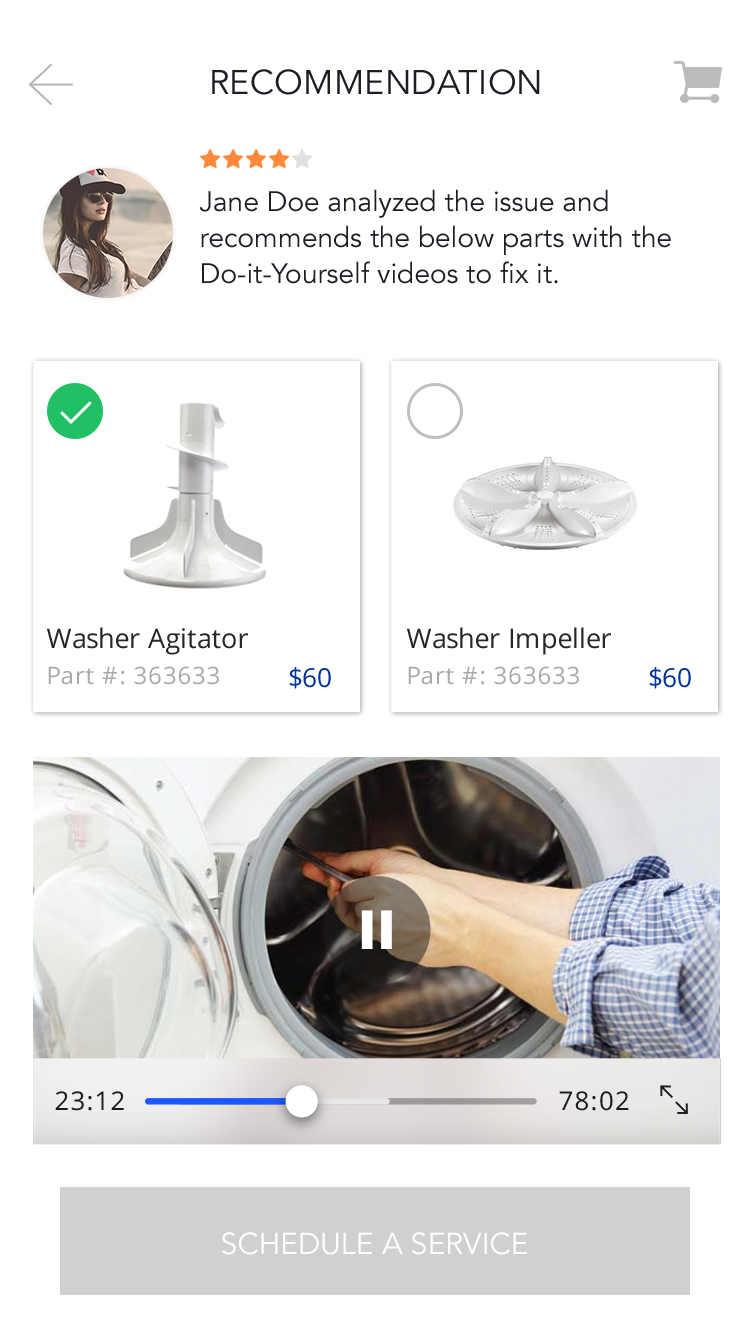 RECOMMENDATION
Jane Doe analyzed the issue and
recommends the below parts with the
Do-it-Yourself videos to fix it.
Washer Agitator
Part #: 363633
$60
Washer Impeller
Part #: 363633
$60
23:12
78:02
SCHEDULE A SERVICE